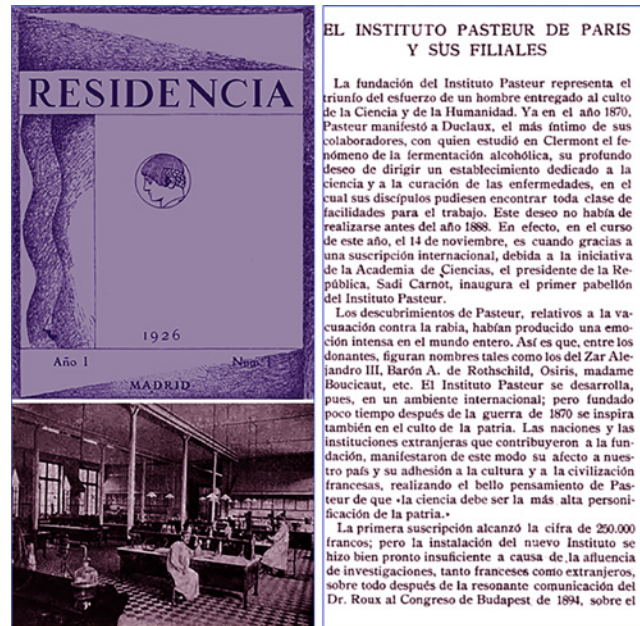 RESIDENCIA
1926
Año I
Num. 1
MADRID
EL INSTITUTO PASTEUR DE PARIS
Y SUS FILIALES
La fundación del Instituto Pasteur representa el
triunfo del esfuerzo de un hombre entregado al culto
de la Ciencia y de la Humanidad. Ya en el año 1870,
Pasteur manifestó a Duclaux, el más íntimo de sus
colaboradores, con quien estudió en Clermont el fe-
nómeno de la fermentación alcohólica, su profundo
deseo de dirigir un establecimiento dedicado a la
ciencia y a la curación de las enfermedades, en el
cual sus discípulos pudiesen encontrar toda clase de
facilidades para el trabajo. Este deseo no había de
realizarse antes del año 1888. En efecto, en el curso
de este año, el 14 de noviembre, es cuando gracias a
una suscripción internacional, debida a la iniciativa
de la Academia de Ciencias, el presidente de la Re-
pública, Sadi Carnot, inaugura el primer pabellón
del Instituto Pasteur.
Los descubrimientos de Pasteur, relativos a la va-
cunación contra la rabia, habían producido una emo-
ción intensa en el mundo entero. Así es que, entre los
donantes, figuran nombres tales como los del Zar Ale-
jandro III, Barón A. de Rothschild, Osiris, madame
Boucicaut, etc. El Instituto Pasteur se desarrolla,
pues, en un ambiente internacional; pero fundado
poco tiempo después de la guerra de 1870 se inspira
también en el culto de la patria. Las naciones y las
instituciones extranjeras que contribuyeron a la fun-
dación, manifestaron de este modo su afecto a nues-
tro país y su adhesión a la cultura y a la civilización
francesas, realizando el bello pensamiento de Pas-
teur de que «la ciencia debe ser la más alta personi-
ficación de la patria.»
La primera suscripción alcanzó la cifra de 250.000
francos; pero la instalación del nuevo Instituto se
hizo bien pronto insuficiente a causa de la afluencia
de investigaciones, tanto franceses como extranjeros,
sobre todo después de la resonante comunicación del
Dr. Roux al Congreso de Budapest de 1894, sobre el